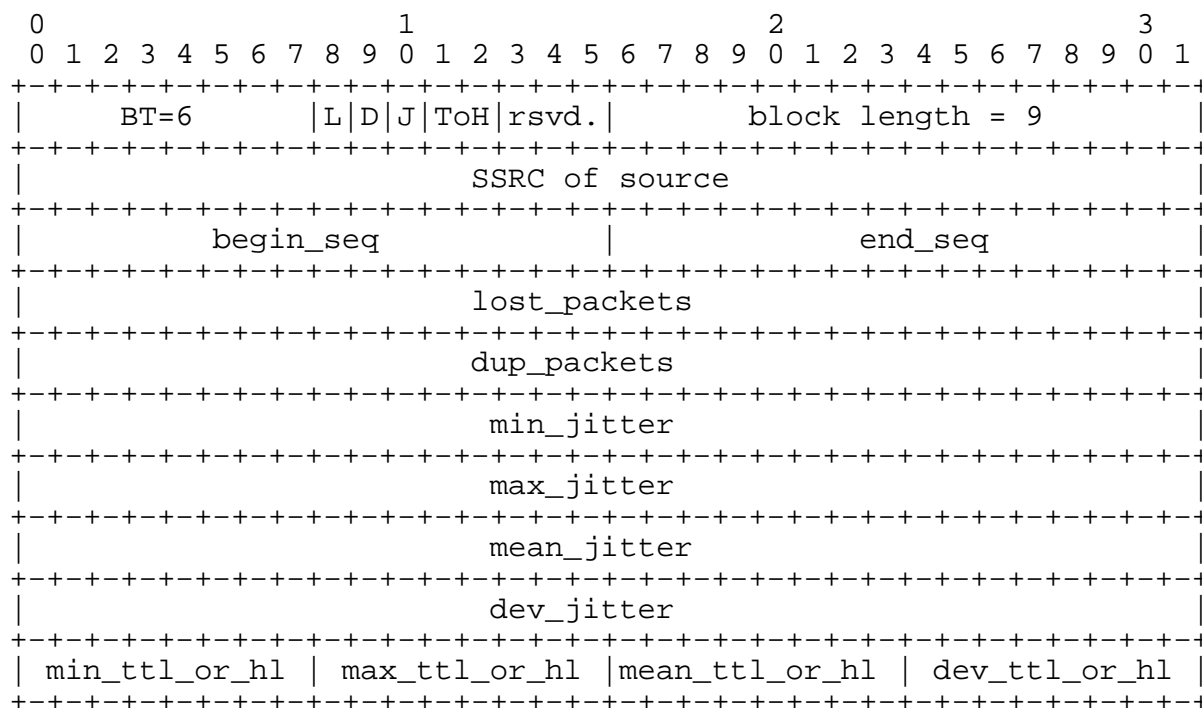 0                   1                   2                   3
 0 1 2 3 4 5 6 7 8 9 0 1 2 3 4 5 6 7 8 9 0 1 2 3 4 5 6 7 8 9 0 1
+-+-+-+-+-+-+-+-+-+-+-+-+-+-+-+-+-+-+-+-+-+-+-+-+-+-+-+-+-+-+-+-+
|     BT=6      |L|D|J|ToH|rsvd.|       block length = 9        |
+-+-+-+-+-+-+-+-+-+-+-+-+-+-+-+-+-+-+-+-+-+-+-+-+-+-+-+-+-+-+-+-+
|                        SSRC of source                         |
+-+-+-+-+-+-+-+-+-+-+-+-+-+-+-+-+-+-+-+-+-+-+-+-+-+-+-+-+-+-+-+-+
|          begin_seq            |             end_seq           |
+-+-+-+-+-+-+-+-+-+-+-+-+-+-+-+-+-+-+-+-+-+-+-+-+-+-+-+-+-+-+-+-+
|                        lost_packets                           |
+-+-+-+-+-+-+-+-+-+-+-+-+-+-+-+-+-+-+-+-+-+-+-+-+-+-+-+-+-+-+-+-+
|                        dup_packets                            |
+-+-+-+-+-+-+-+-+-+-+-+-+-+-+-+-+-+-+-+-+-+-+-+-+-+-+-+-+-+-+-+-+
|                         min_jitter                            |
+-+-+-+-+-+-+-+-+-+-+-+-+-+-+-+-+-+-+-+-+-+-+-+-+-+-+-+-+-+-+-+-+
|                         max_jitter                            |
+-+-+-+-+-+-+-+-+-+-+-+-+-+-+-+-+-+-+-+-+-+-+-+-+-+-+-+-+-+-+-+-+
|                         mean_jitter                           |
+-+-+-+-+-+-+-+-+-+-+-+-+-+-+-+-+-+-+-+-+-+-+-+-+-+-+-+-+-+-+-+-+
|                         dev_jitter                            |
+-+-+-+-+-+-+-+-+-+-+-+-+-+-+-+-+-+-+-+-+-+-+-+-+-+-+-+-+-+-+-+-+
| min_ttl_or_hl | max_ttl_or_hl |mean_ttl_or_hl | dev_ttl_or_hl |
+-+-+-+-+-+-+-+-+-+-+-+-+-+-+-+-+-+-+-+-+-+-+-+-+-+-+-+-+-+-+-+-+